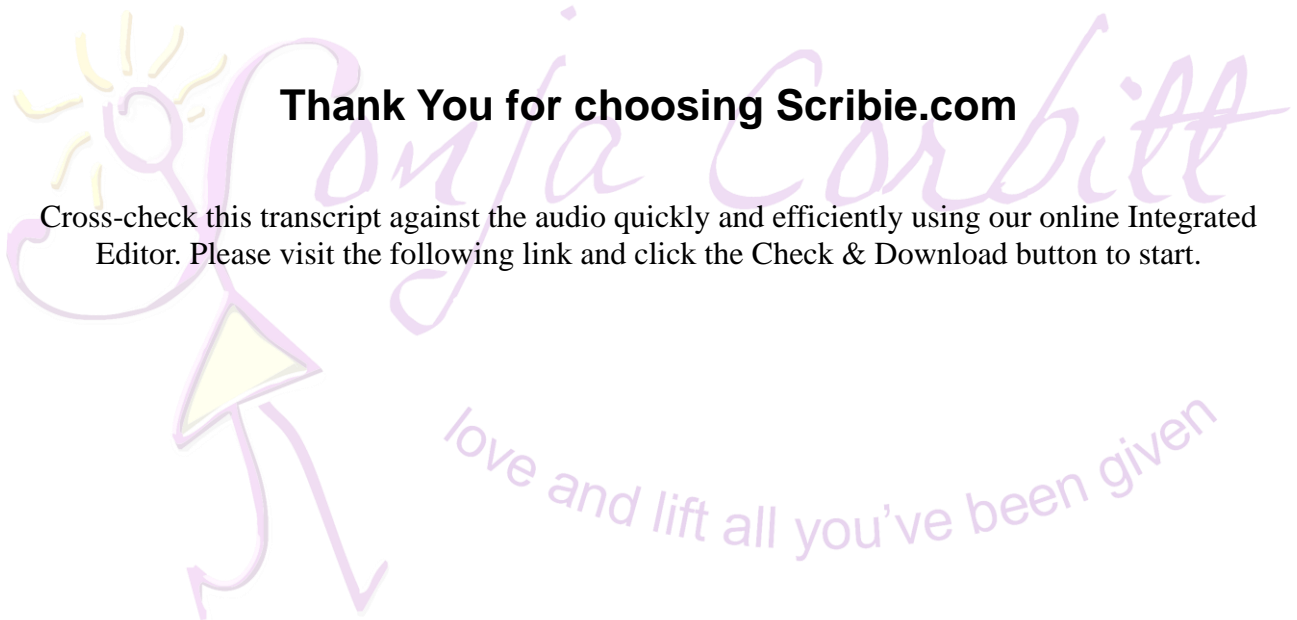 Sonja Corbitt
Thank You for choosing Scribie.com
Cross-check this transcript against the audio quickly and efficiently using our online Integrated
Editor. Please visit the following link and click the Check & Download button to start.
love and lift all you've been given